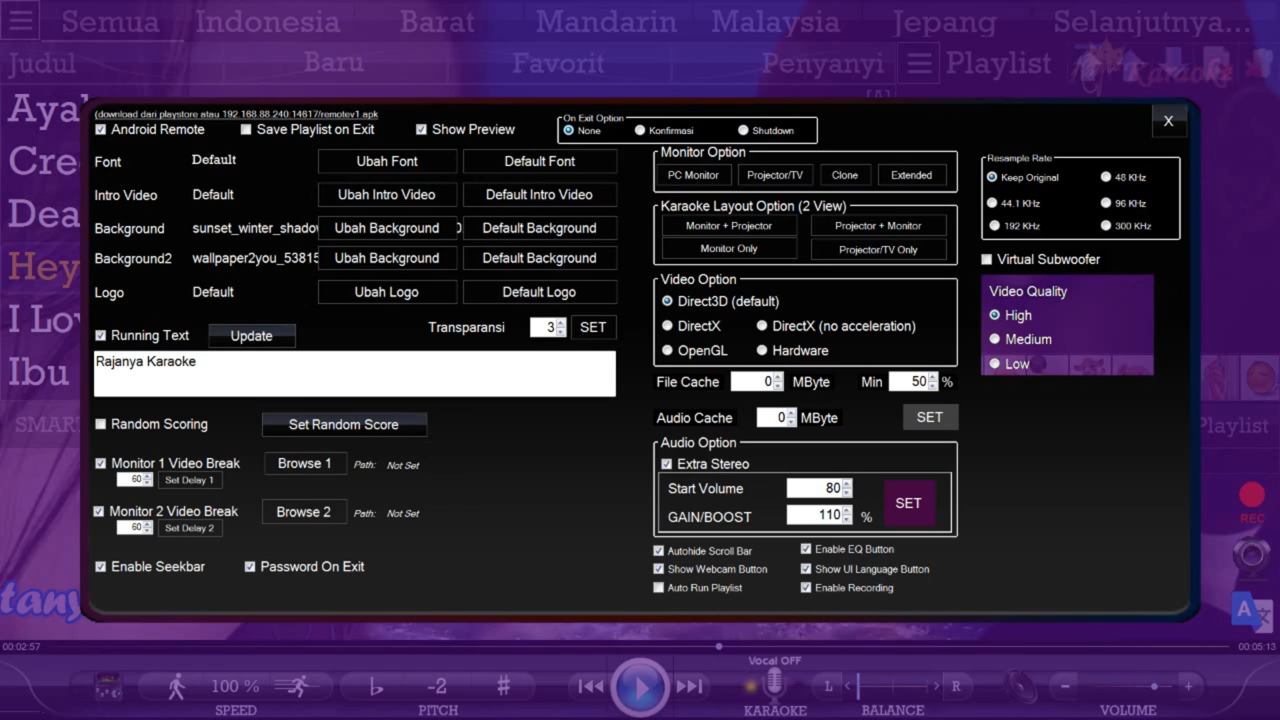 Semua Indonesia Barat Mandarin Malaysia Jepang Selanjutnya...
Judul Baru Favorit Penyanyi Playlist
Karaoke
(download dari playstore atau 192.168.88.240:14617/remotev1.apk
Android Remote Save Playlist on Exit Show Preview
On Exit Option
None Konfirmasi Shutdown
X
Font Default Ubah Font Default Font
Intro Video Default Ubah Intro Video Default Intro Video
Background sunset_winter_shado Ubah Background Default Background
Background2 wallpaper2you_53815 Ubah Background Default Background
Logo Default Ubah Logo Default Logo
Running Text Update Transparansi 3 SET
Rajanya Karaoke
Random Scoring Set Random Score
Monitor 1 Video Break Browse 1 Path: Not Set
60 Set Delay 1
Monitor 2 Video Break Browse 2 Path: Not Set
60 Set Delay 2
Enable Seekbar Password On Exit
Monitor Option
PC Monitor Projector/TV Clone Extended
Karaoke Layout Option (2 View)
Monitor + Projector Projector + Monitor
Monitor Only Projector/TV Only
Video Option
Direct3D (default)
DirectX DirectX (no acceleration)
OpenGL Hardware
File Cache 0 MByte Min 50 %
Audio Cache 0 MByte SET
Audio Option
Extra Stereo
Start Volume 80
GAIN/BOOST 110 % SET
Autohide Scroll Bar Enable EQ Button
Show Webcam Button Show UI Language Button
Auto Run Playlist Enable Recording
Resample Rate
Keep Original 48 KHz
44.1 KHz 96 KHz
192 KHz 300 KHz
Virtual Subwoofer
Video Quality
High
Medium
Low
Aya
Cre
Dea
Hey
I Lo
Ibu
SMAR
Playlist
REC
tany
A
00:02:57 00:05:13
Vocal OFF
100 % -2 L R - +
SPEED PITCH KARAOKE BALANCE VOLUME